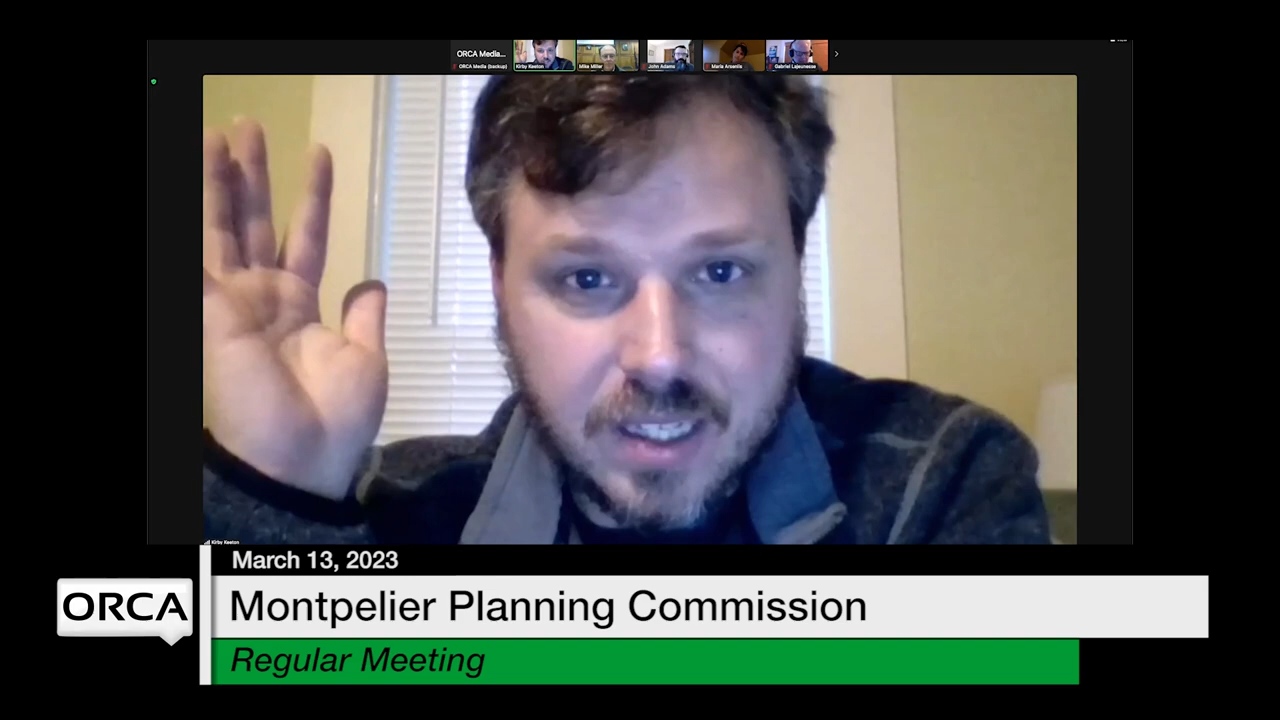 ORCA Media...
ORCA Media (backup)
Kirby Keeton
Mike Miller
John Adams
Maria Arsenlis
Gabriel Lajeunesse
Kirby Keeton
March 13, 2023
ORCA
Montpelier Planning Commission
Regular Meeting